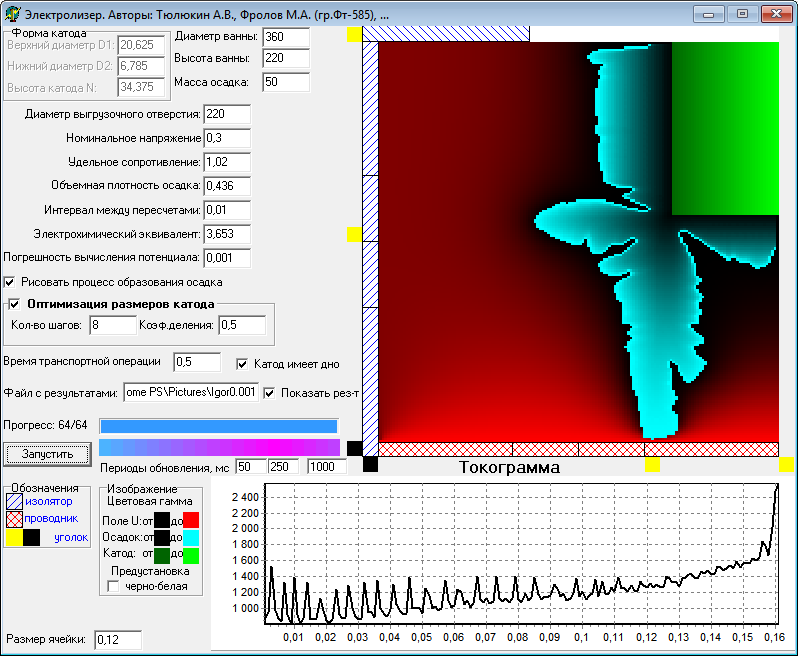 Электролизер. Авторы: Тюлюкин А.В., Фролов М.А. (гр.Фт-585), ...
Форма катода
Верхний диаметр D1: 20,625
Нижний диаметр D2: 6,785
Высота катода N: 34,375
Диаметр ванны: 360
Высота ванны: 220
Масса осадка: 50
Диаметр выгрузочного отверстия: 220
Номинальное напряжение 0,3
Удельное сопротивление: 1,02
Объемная плотность осадка: 0,436
Интервал между пересчетами: 0,01
Электрохимический эквивалент: 3,653
Погрешность вычисления потенциала: 0,001
Рисовать процесс образования осадка
Оптимизация размеров катода
Кол-во шагов: 8 Коэф.деления: 0,5
Время транспортной операции 0,5 Катод имеет дно
Файл с результатами: ome PS\Pictures\Igor0.001 Показать рез-т
Прогресс: 64/64
Запустить
Периоды обновления, мс 50 250 1000
Обозначения
изолятор
проводник
уголок
Изображение
Цветовая гамма
Поле U: от до
Осадок: от до
Катод: от до
Предустановка
черно-белая
Размер ячейки: 0,12
Токограмма
2 400
2 200
2 000
1 800
1 600
1 400
1 200
1 000
0,01 0,02 0,03 0,04 0,05 0,06 0,07 0,08 0,09 0,1 0,11 0,12 0,13 0,14 0,15 0,16